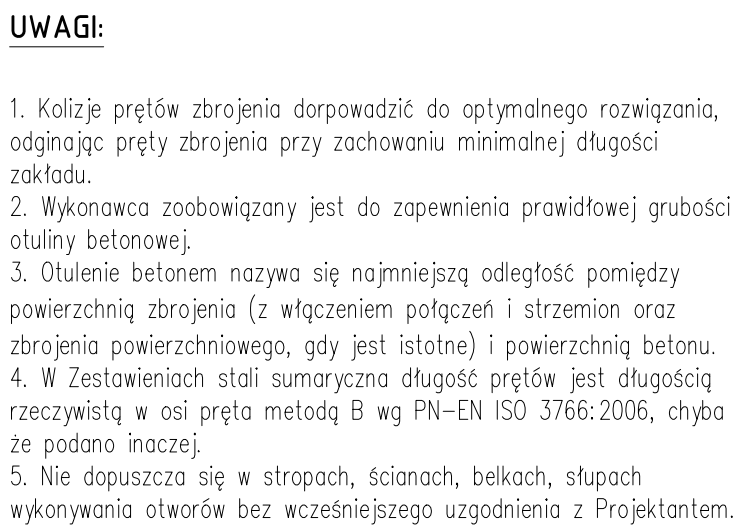 UWAGI:
1. Kolizje prętów zbrojenia dorpowadzić do optymalnego rozwiązania,
odginając pręty zbrojenia przy zachowaniu minimalnej długości
zakładu.
2. Wykonawca zoobowiązany jest do zapewnienia prawidłowej grubości
otuliny betonowej.
3. Otulenie betonem nazywa się najmniejszą odległość pomiędzy
powierzchnią zbrojenia (z włączeniem połączeń i strzemion oraz
zbrojenia powierzchniowego, gdy jest istotne) i powierzchnią betonu.
4. W Zestawieniach stali sumaryczna długość prętów jest długością
rzeczywistą w osi pręta metodą B wg PN-EN ISO 3766:2006, chyba
że podano inaczej.
5. Nie dopuszcza się w stropach, ścianach, belkach, słupach
wykonywania otworów bez wcześniejszego uzgodnienia z Projektantem.